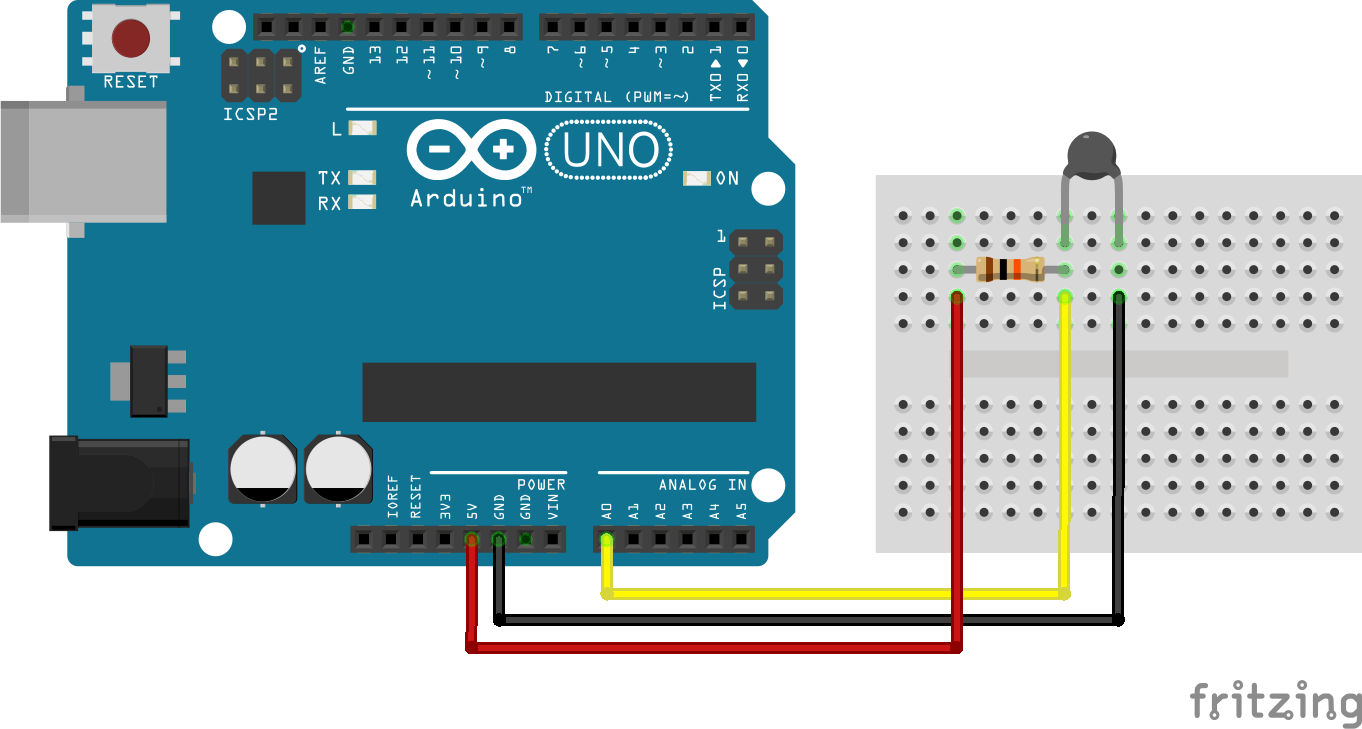 RESET
ICSP2
AREF
GND
13
12
~11
~10
~9
8
7
~6
~5
4
~3
2
TX0▶1
RX0◀0
DIGITAL (PWM=~)
L
TX
RX
Arduino™
UNO
ON
1
ICSP
IOREF
RESET
3V3
5V
GND
GND
VIN
POWER
ANALOG IN
A0
A1
A2
A3
A4
A5
fritzing